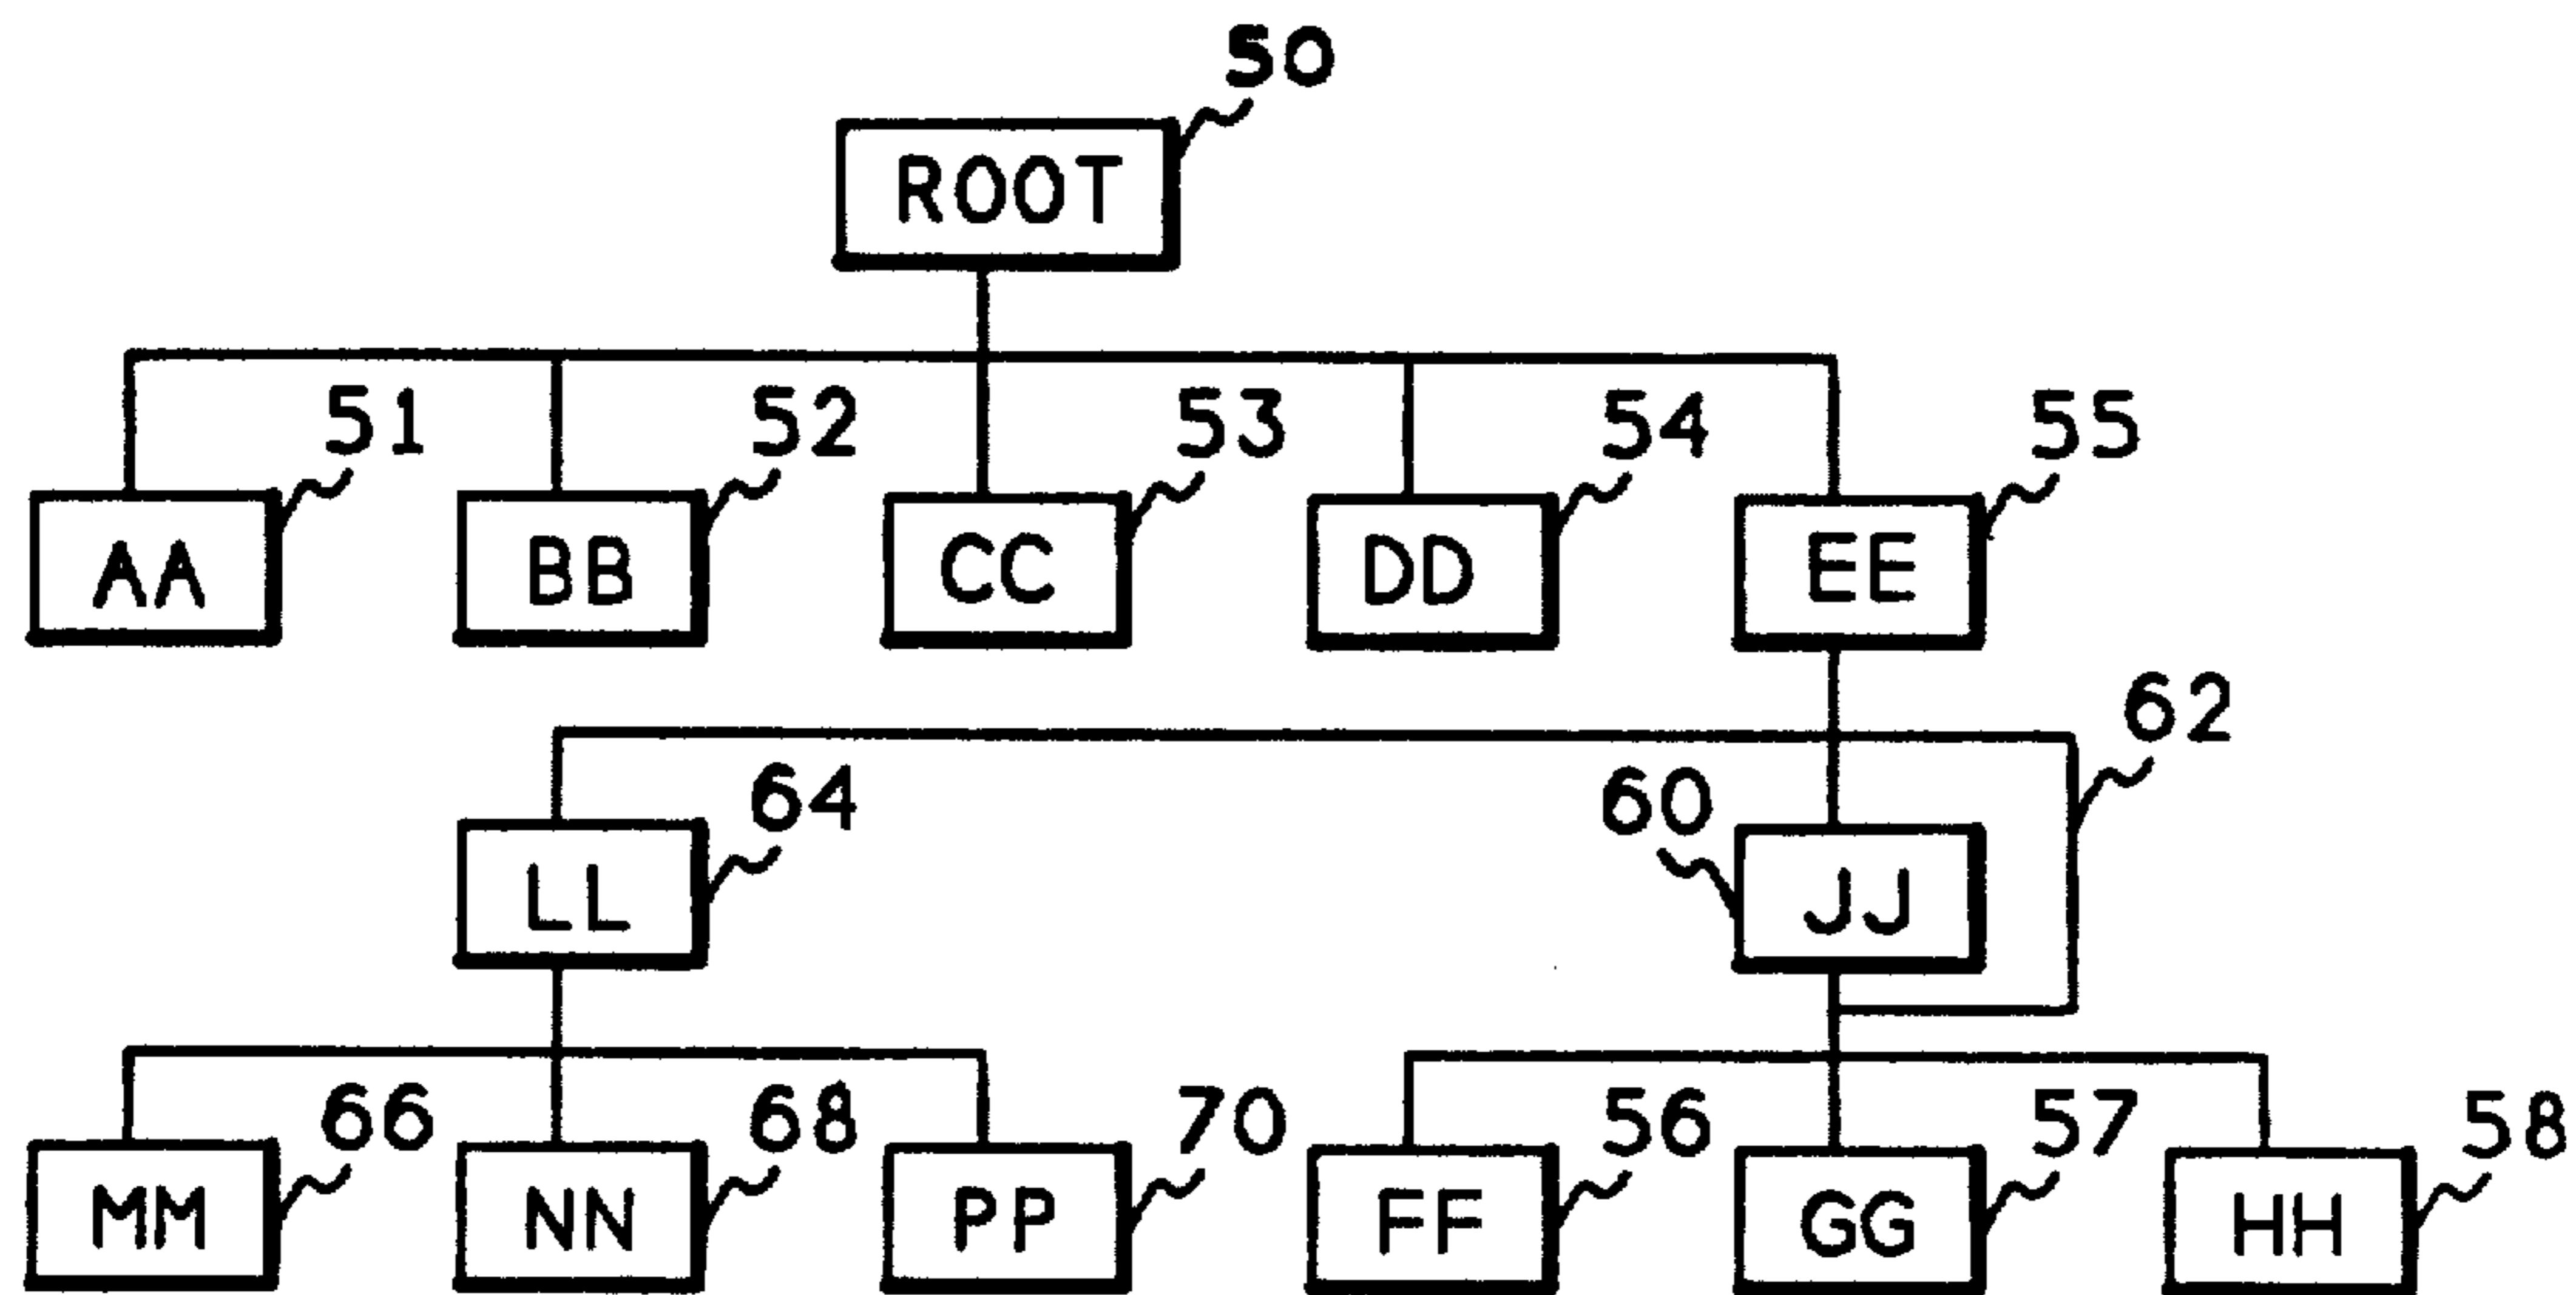 50
ROOT
51 52 53 54 55
AA BB CC DD EE
62
64 60
LL JJ
66 68 70 56 57 58
MM NN PP FF GG HH